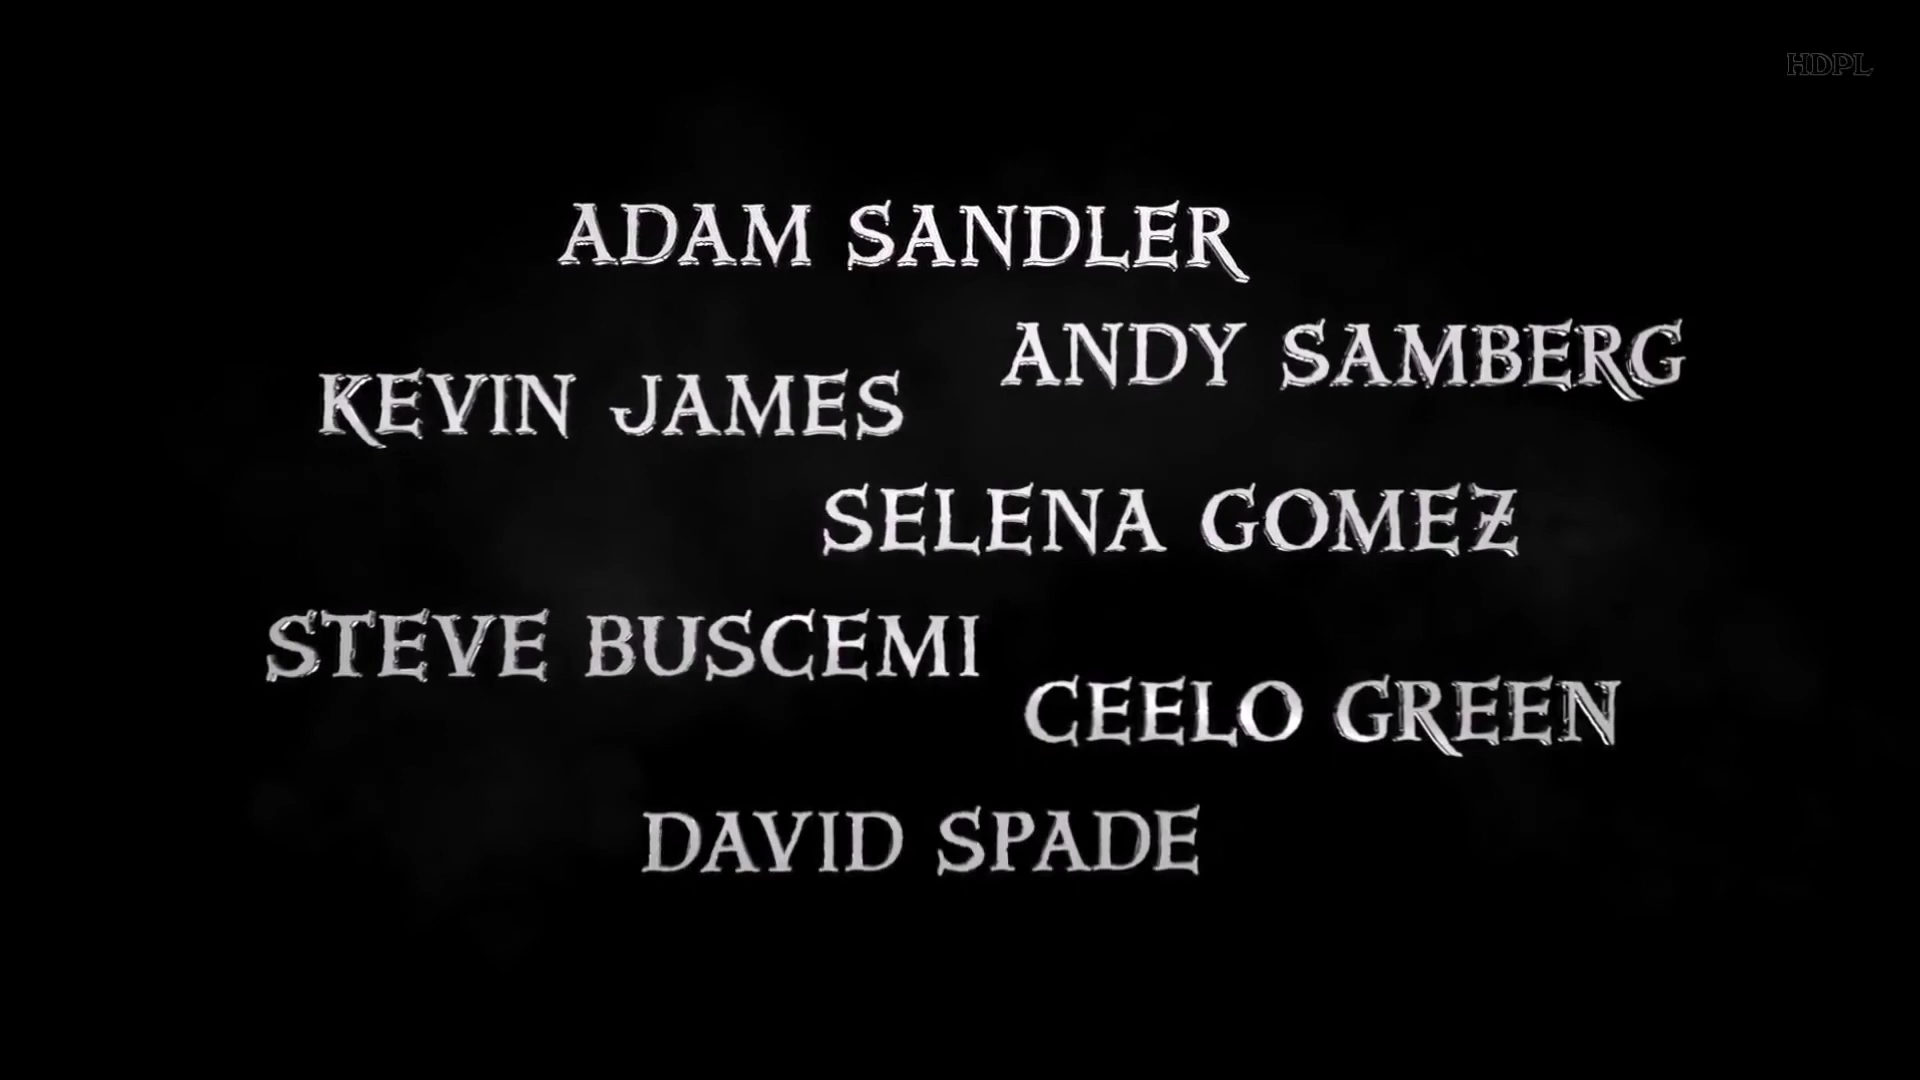 HDPL
ADAM SANDLER
ANDY SAMBERG
KEVIN JAMES
SELENA GOMEZ
STEVE BUSCEMI
CEELO GREEN
DAVID SPADE